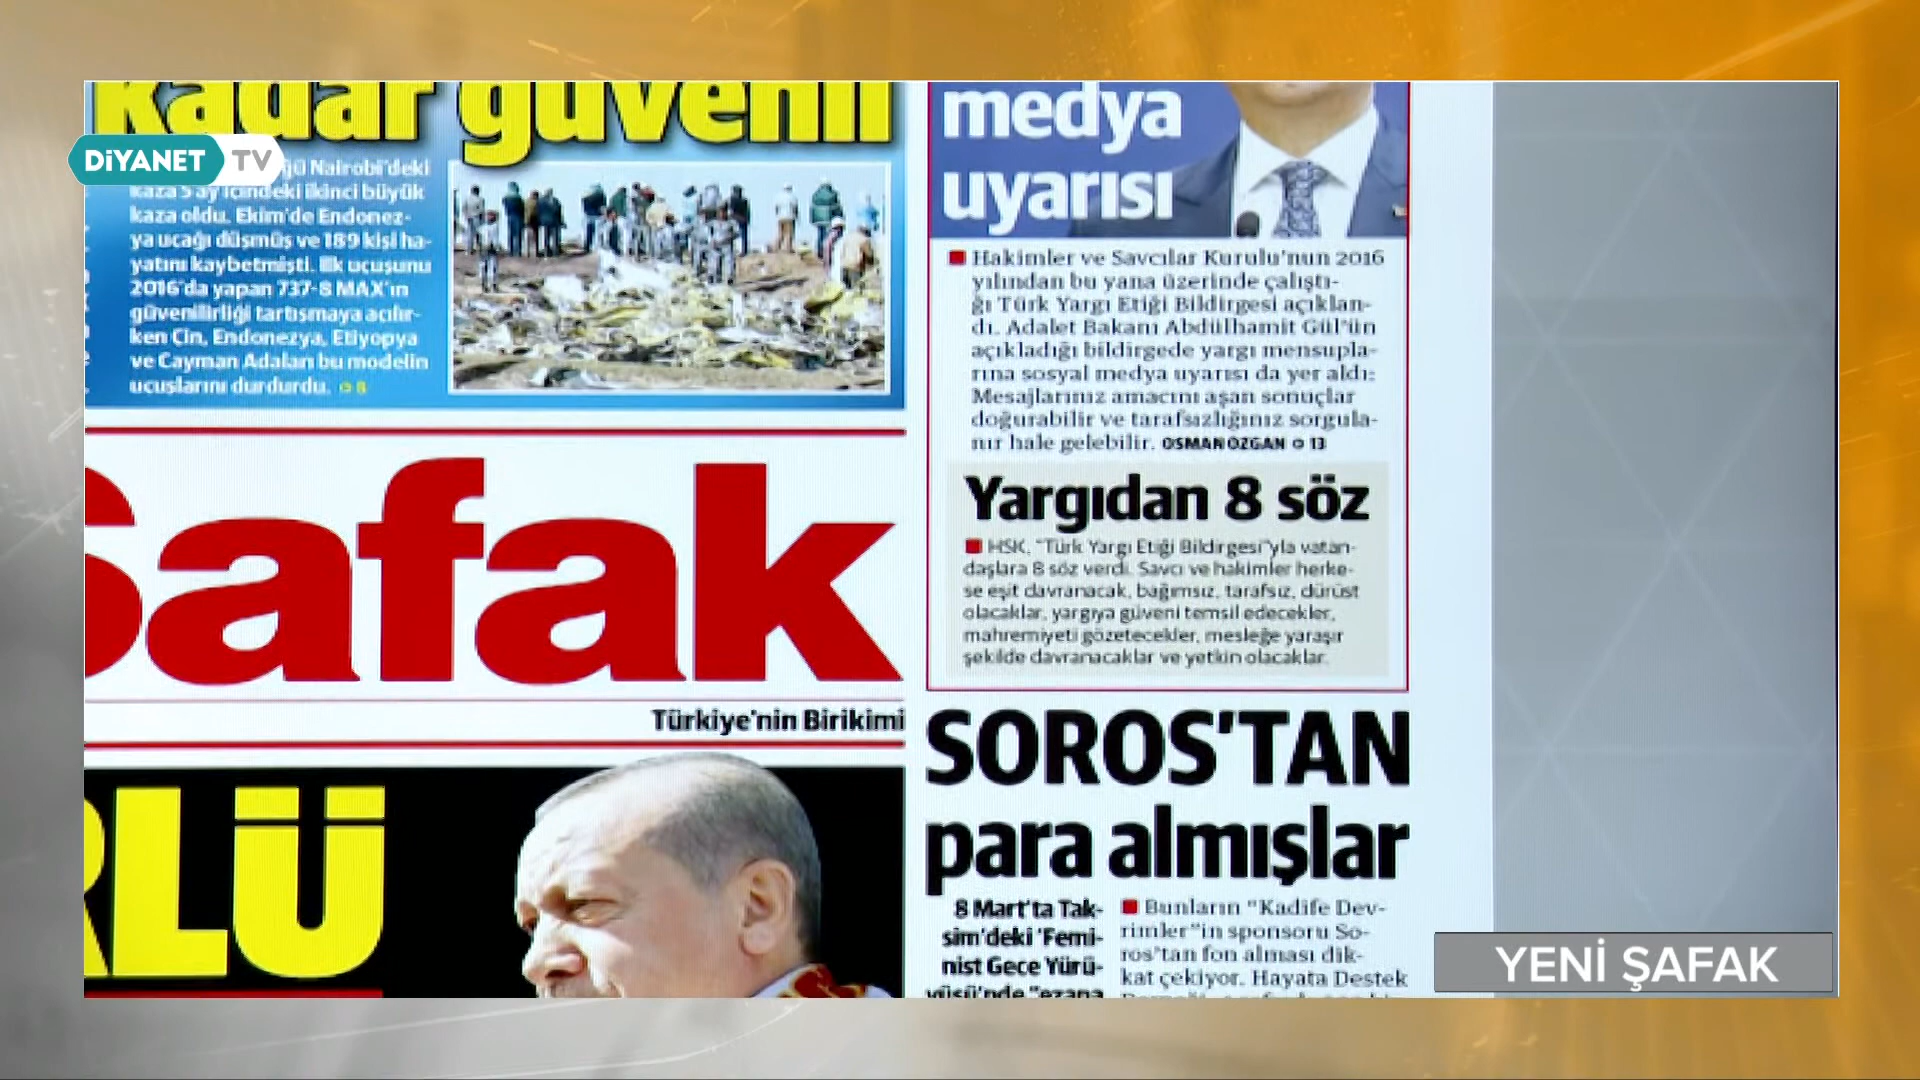 kadar güvenli
DİYANET TV
Nairobi'deki
kaza 5 ay içindeki ikinci büyük
kaza oldu. Ekim'de Endonez-
ya uçağı düşmüş ve 189 kişi ha-
yatını kaybetmişti. İlk uçuşunu
2016'da yapan 737-8 MAX'ın
güvenilirliği tartışmaya açılır-
ken Çin, Endonezya, Etiyopya
ve Cayman Adaları bu modelin
uçuşlarını durdurdu. 8
Şafak
Türkiye'nin Birikimi
RLÜ
medya
uyarısı
Hakimler ve Savcılar Kurulu'nun 2016
yılından bu yana üzerinde çalıştı-
ğı Türk Yargı Etiği Bildirgesi açıklan-
dı. Adalet Bakanı Abdülhamit Gül'ün
açıkladığı bildirgede yargı mensupla-
rına sosyal medya uyarısı da yer aldı:
Mesajlarınız amacını aşan sonuçlar
doğurabilir ve tarafsızlığınız sorgula-
nır hale gelebilir. OSMAN ÖZGAN 13
Yargıdan 8 söz
HSK, "Türk Yargı Etiği Bildirgesi"yla vatan-
daşlara 8 söz verdi. Savcı ve hakimler herke-
se eşit davranacak, bağımsız, tarafsız, dürüst
olacaklar, yargıya güveni temsil edecekler,
mahremiyeti gözetecekler, mesleğe yaraşır
şekilde davranacaklar ve yetkin olacaklar.
SOROS'TAN
para almışlar
8 Mart'ta Tak-
sim'deki 'Femi-
nist Gece Yürü-
yüşü'nde "ezana
Bunların "Kadife Dev-
rimler"in sponsoru So-
ros'tan fon alması dik-
kat çekiyor. Hayata Destek
YENİ ŞAFAK